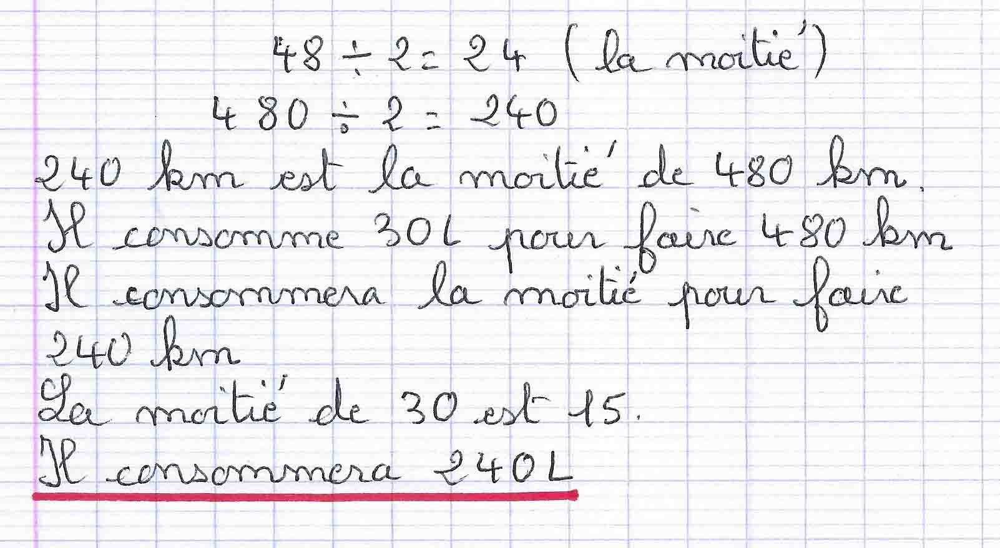 48 ÷ 2 = 24 (la moitié)
480 ÷ 2 = 240
240 km est la moitié de 480 km.
Il consomme 30L pour faire 480 km
Il consommera la moitié pour faire
240 km
La moitié de 30 est 15.
Il consommera 240L